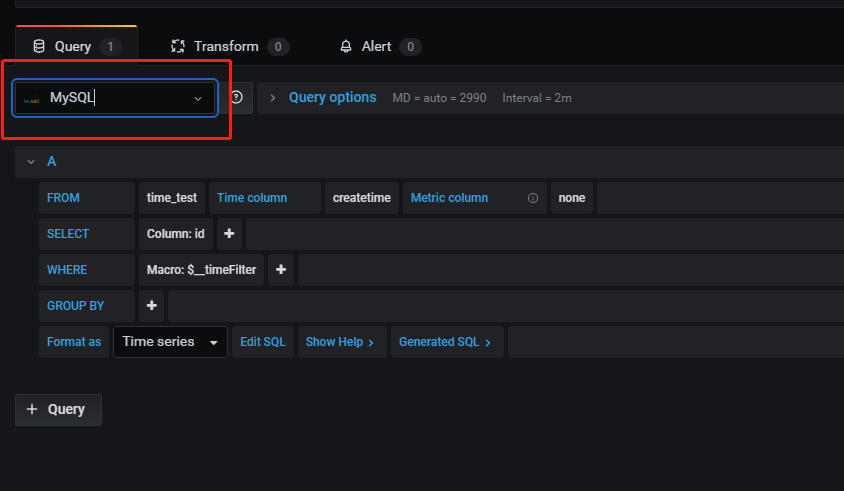 Query 1 Transform 0 Alert 0
MySQL Query options MD = auto = 2990 Interval = 2m
A
FROM time_test Time column createtime Metric column none
SELECT Column: id +
WHERE Macro: $__timeFilter +
GROUP BY +
Format as Time series Edit SQL Show Help > Generated SQL >
+ Query